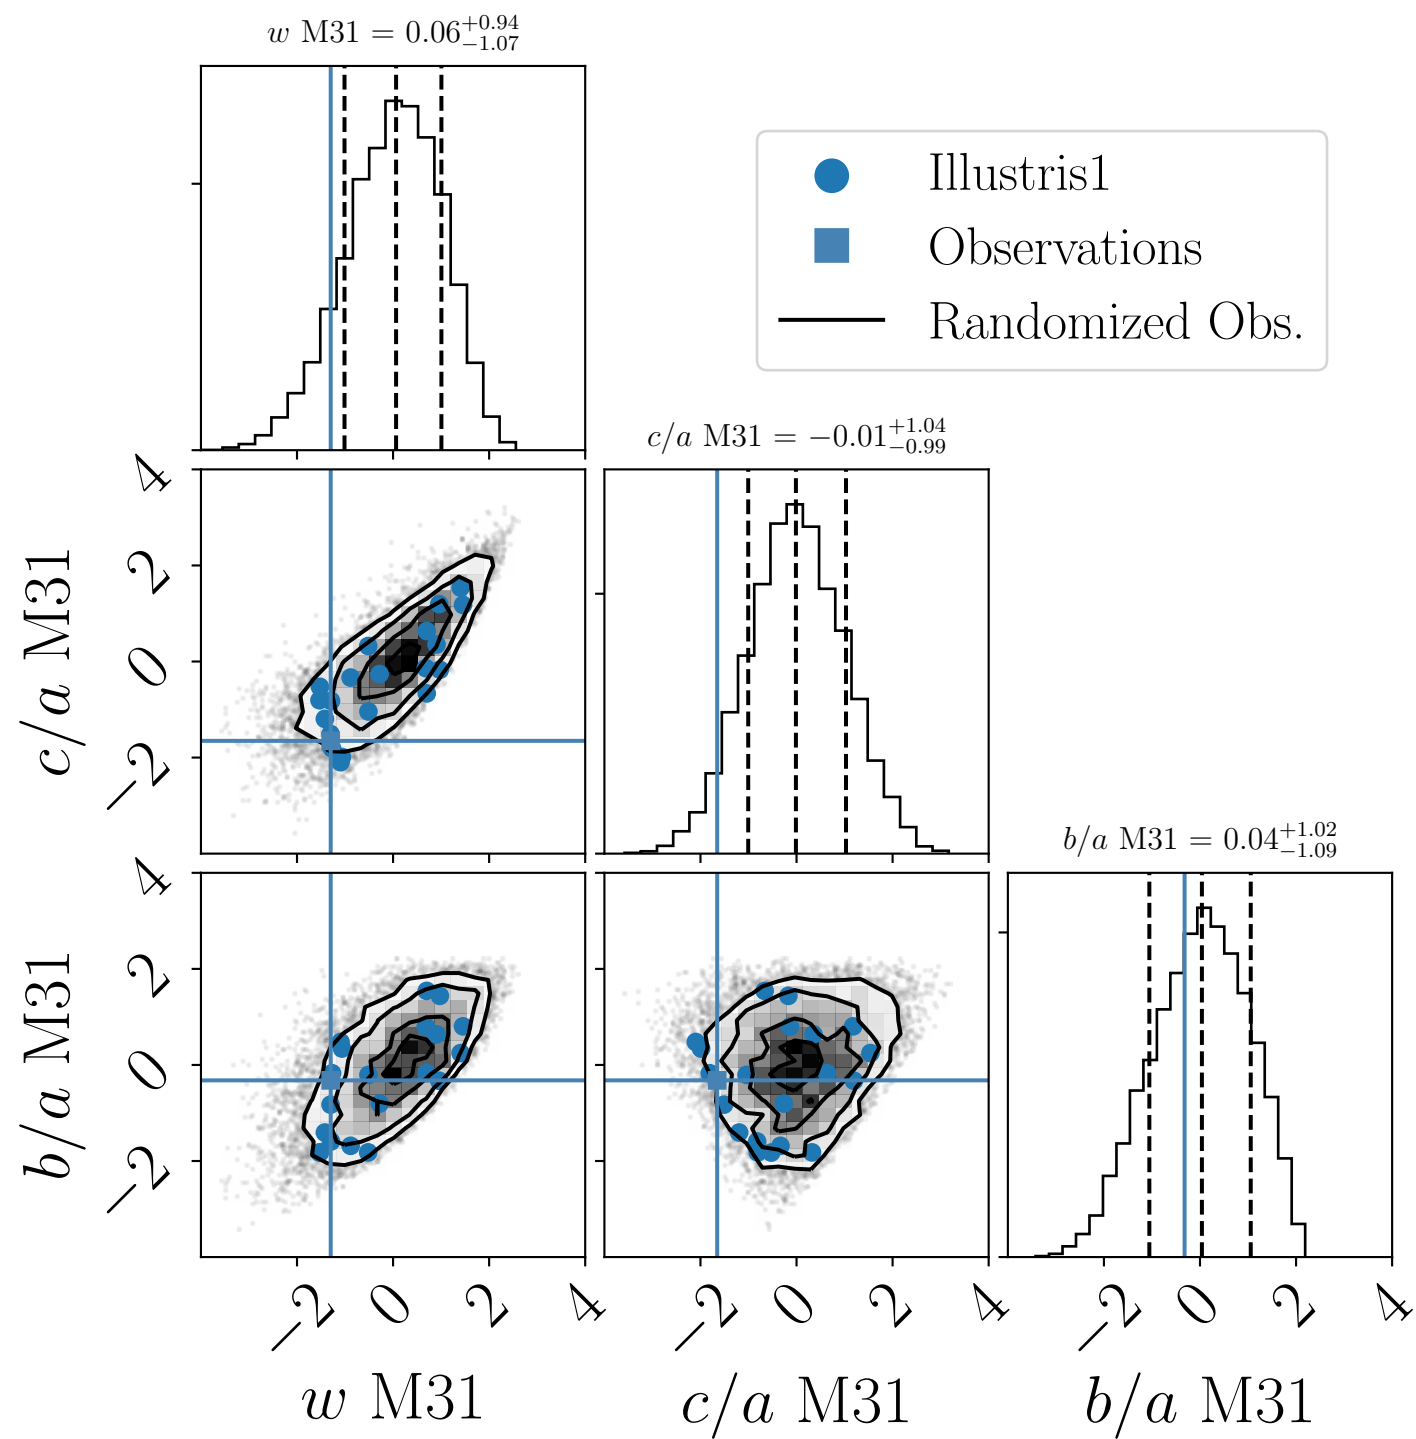 w M31 = 0.06+0.94−1.07
Illustris1
Observations
Randomized Obs.
c/a M31 = −0.01+1.04−0.99
4
2
0
−2
c/a M31
b/a M31 = 0.04+1.02−1.09
4
2
0
−2
b/a M31
−2 0 2 4
−2 0 2 4
−2 0 2 4
w M31
c/a M31
b/a M31